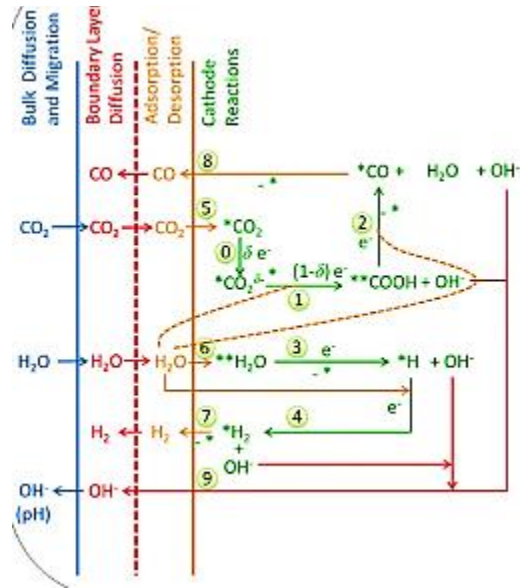 Bulk Diffusion
and Migration
Boundary Layer
Diffusion
Adsorption/
Desorption
Cathode
Reactions
8
CO CO *CO + H₂O + OH⁻
- *
5
CO₂ CO₂ CO₂ *CO₂
2 - *
e⁻
0 δ e⁻
*CO₂^δ⁻ - * (1-δ) e⁻ **COOH + OH⁻
1
6 3 e⁻
H₂O H₂O H₂O **H₂O *H + OH⁻
- *
e⁻
7 4
H₂ H₂ - * *H₂
+
OH⁻
9
OH⁻ OH⁻
(pH)